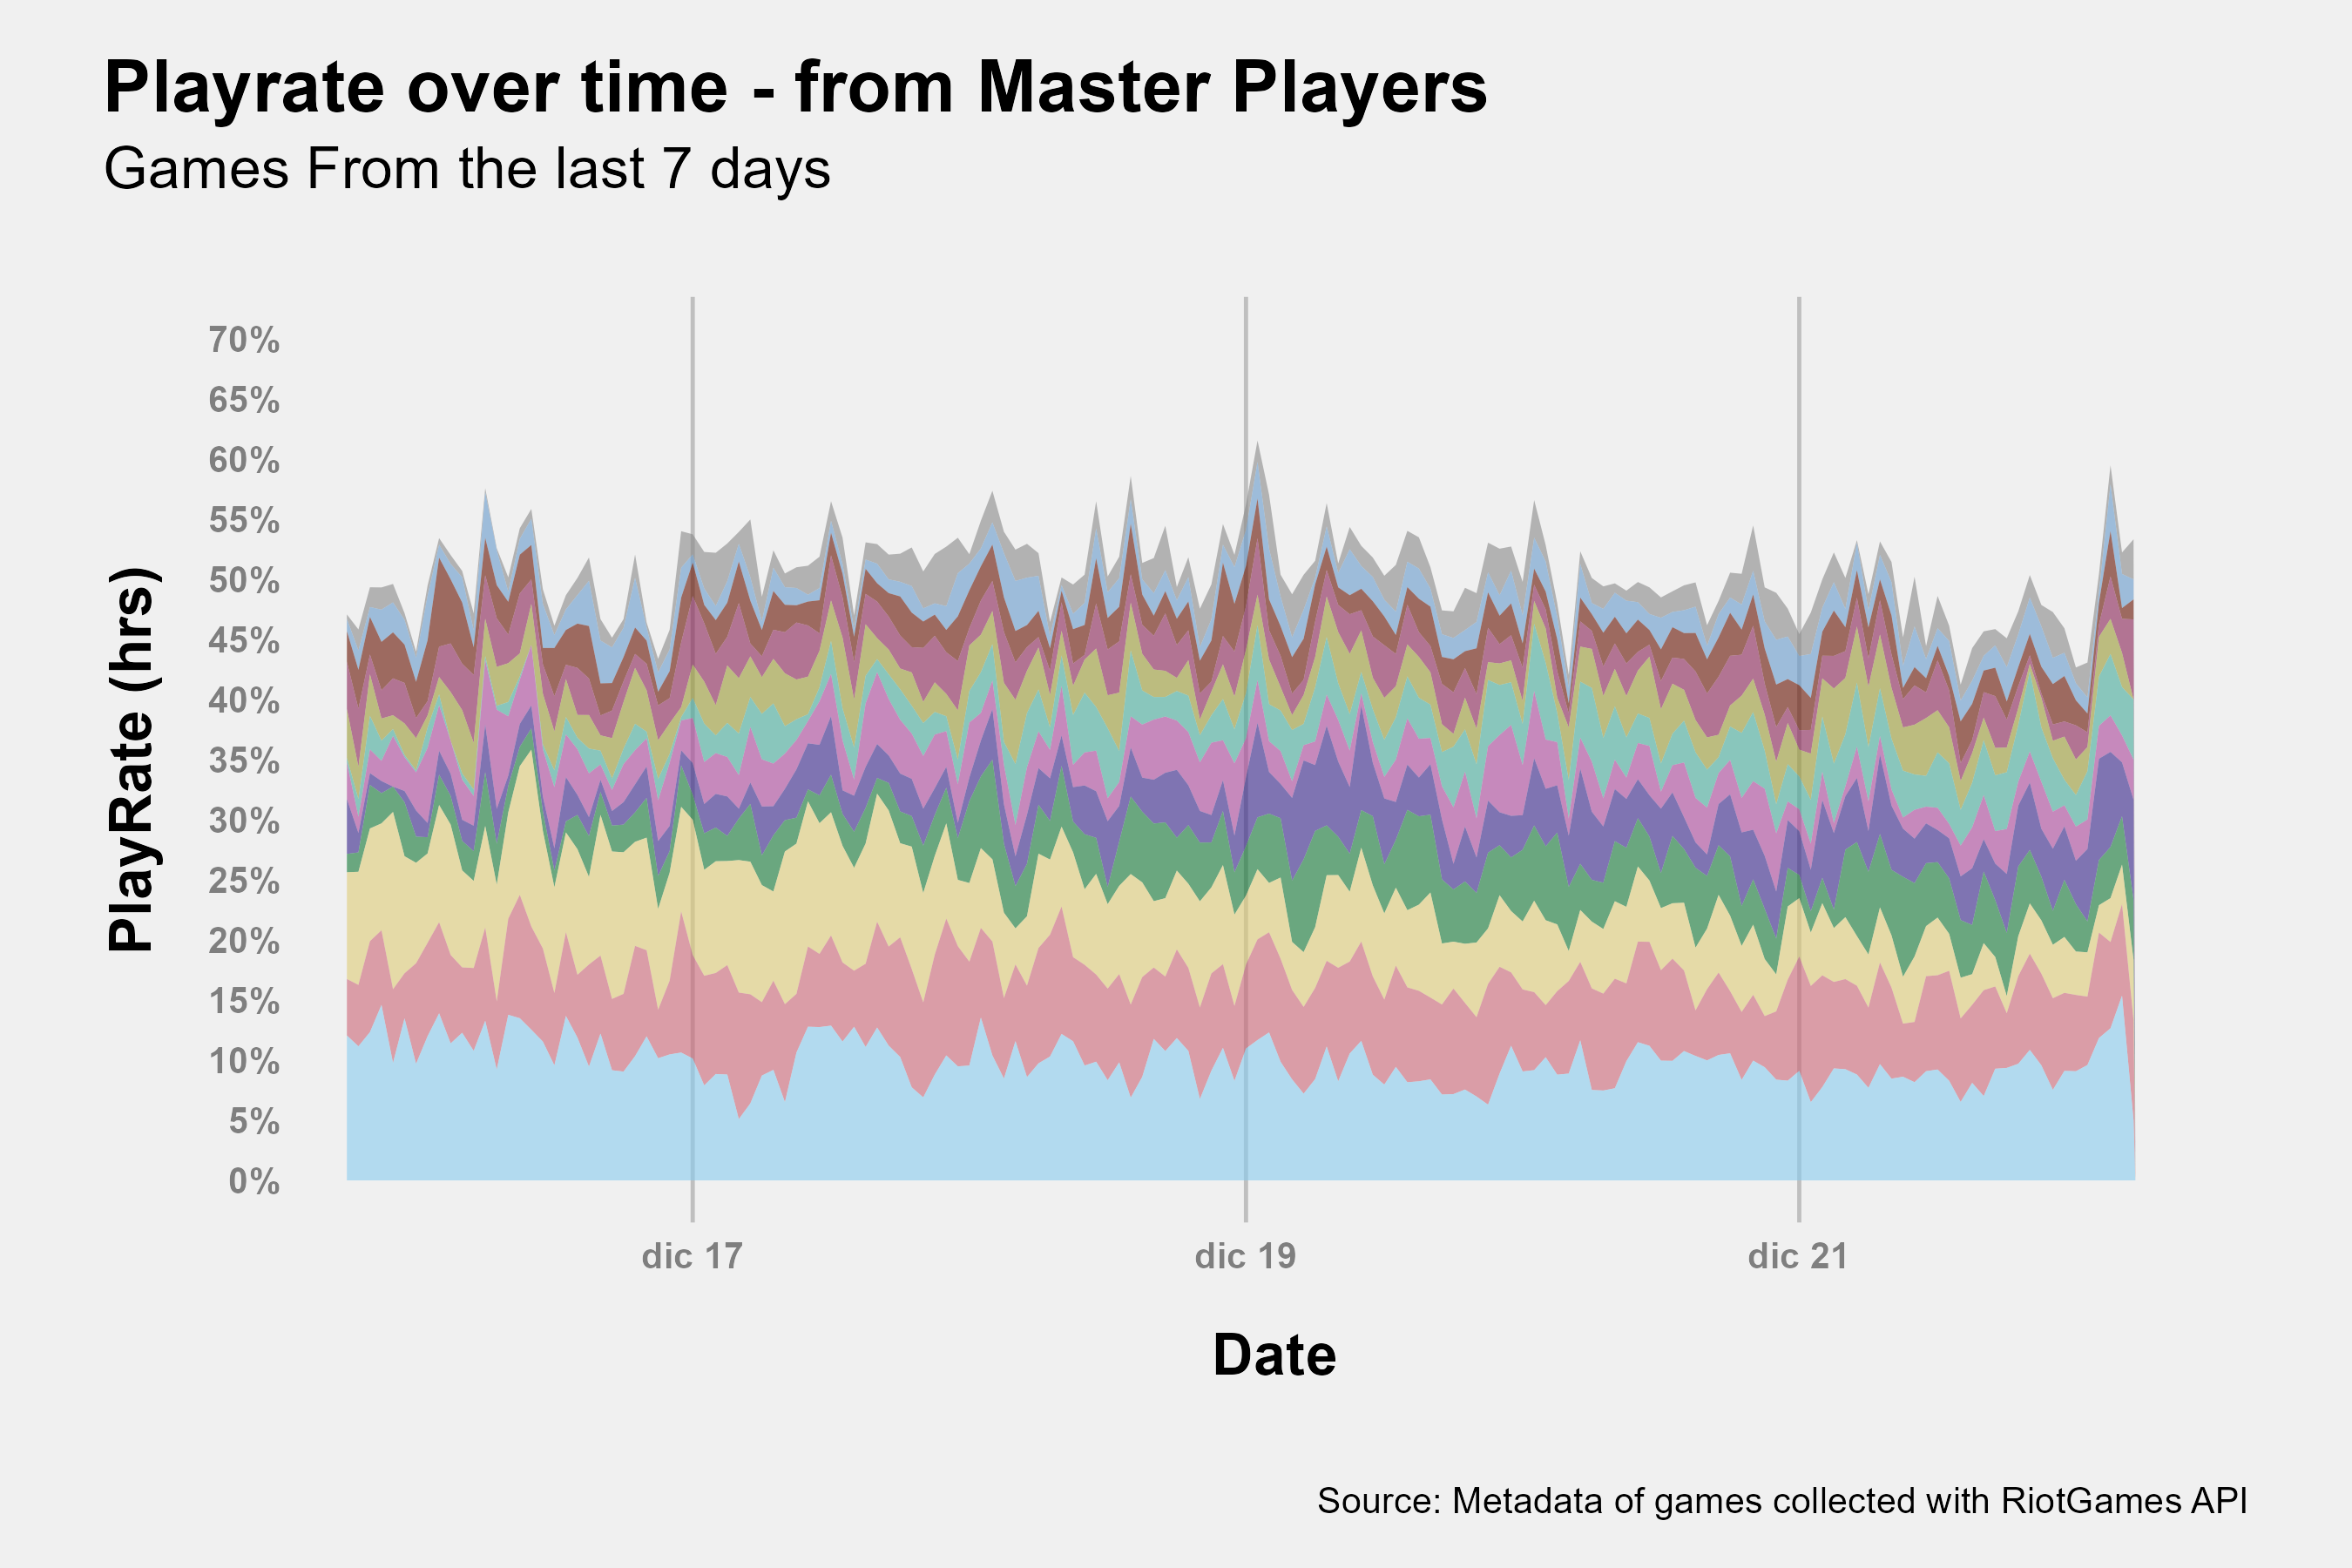 Playrate over time - from Master Players
Games From the last 7 days
PlayRate (hrs)
70%
65%
60%
55%
50%
45%
40%
35%
30%
25%
20%
15%
10%
5%
0%
dic 17
dic 19
dic 21
Date
Source: Metadata of games collected with RiotGames API